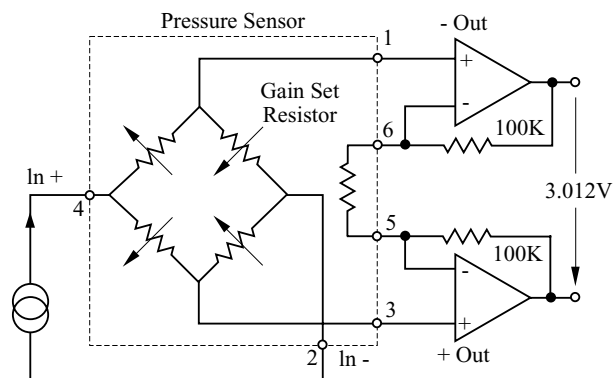 Pressure Sensor
1
- Out
+
-
Gain Set
Resistor
6
100K
In +
4
3.012V
5
100K
-
+
3
2
In -
+ Out